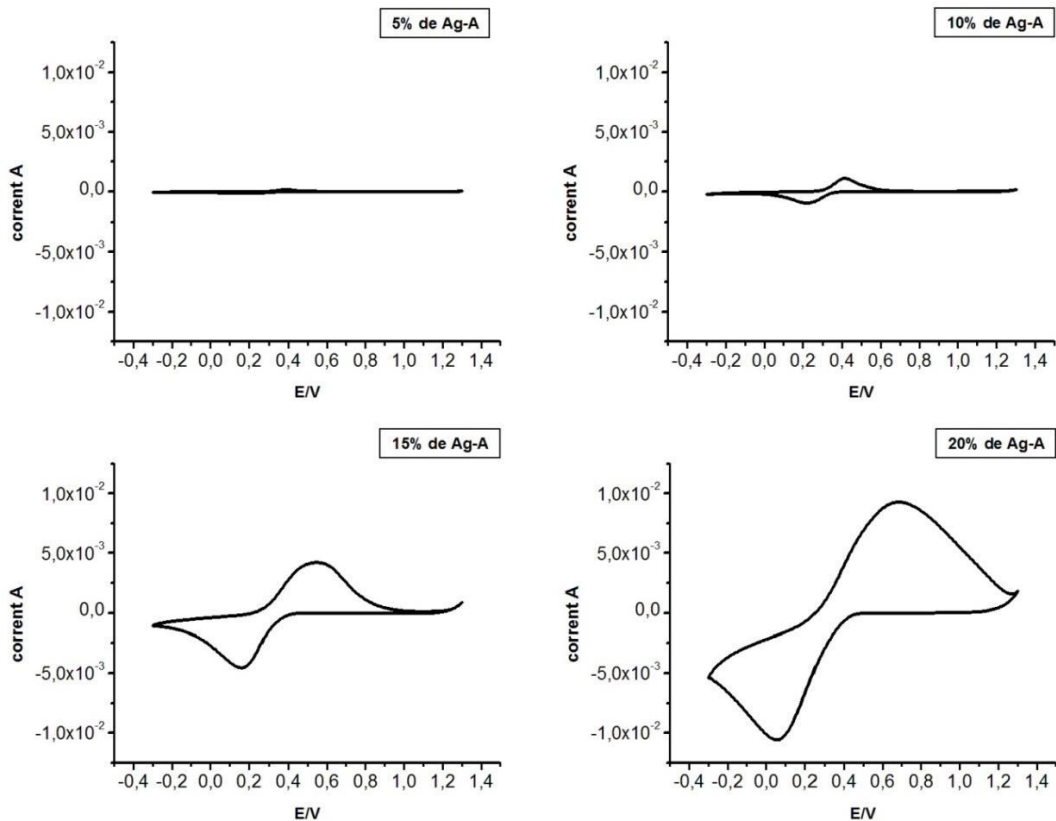 5% de Ag-A
1,0x10⁻²
5,0x10⁻³
0,0
-5,0x10⁻³
-1,0x10⁻²
corrent A
-0,4 -0,2 0,0 0,2 0,4 0,6 0,8 1,0 1,2 1,4
E/V
10% de Ag-A
1,0x10⁻²
5,0x10⁻³
0,0
-5,0x10⁻³
-1,0x10⁻²
corrent A
-0,4 -0,2 0,0 0,2 0,4 0,6 0,8 1,0 1,2 1,4
E/V
15% de Ag-A
1,0x10⁻²
5,0x10⁻³
0,0
-5,0x10⁻³
-1,0x10⁻²
corrent A
-0,4 -0,2 0,0 0,2 0,4 0,6 0,8 1,0 1,2 1,4
E/V
20% de Ag-A
1,0x10⁻²
5,0x10⁻³
0,0
-5,0x10⁻³
-1,0x10⁻²
corrent A
-0,4 -0,2 0,0 0,2 0,4 0,6 0,8 1,0 1,2 1,4
E/V